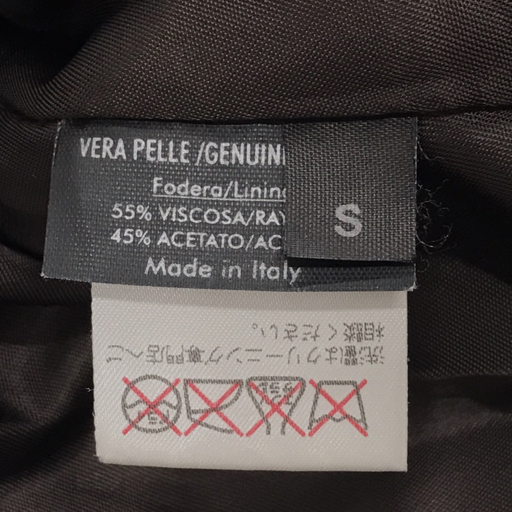 VERA PELLE /GENUIN
Fodera/Lining
55% VISCOSA/RAY
45% ACETATO/AC
Made in Italy
S
洗濯はクリーニング専門店へご
相談ください。